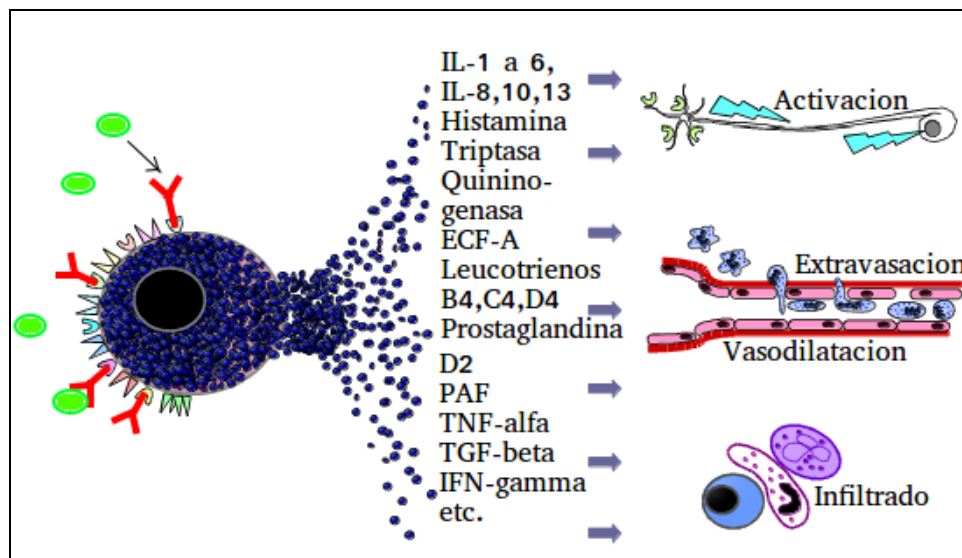 IL-1 a 6,
IL-8,10,13
Histamina
Triptasa
Quinino-
genasa
ECF-A
Leucotrienos
B4,C4,D4
Prostaglandina
D2
PAF
TNF-alfa
TGF-beta
IFN-gamma
etc.
Activacion
Extravasacion
Vasodilatacion
Infiltrado